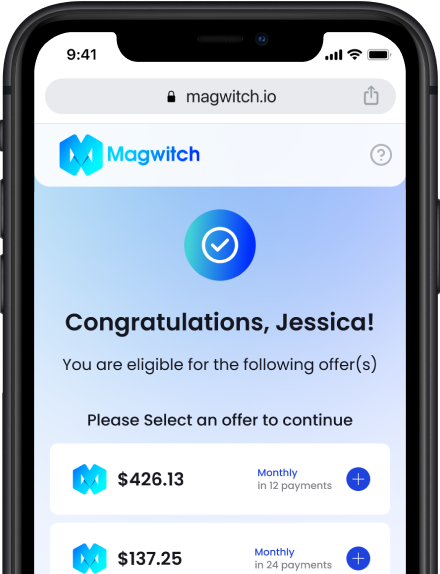 9:41
magwitch.io
Magwitch
Congratulations, Jessica!
You are eligible for the following offer(s)
Please Select an offer to continue
$426.13
Monthly
in 12 payments
$137.25
Monthly
in 24 payments